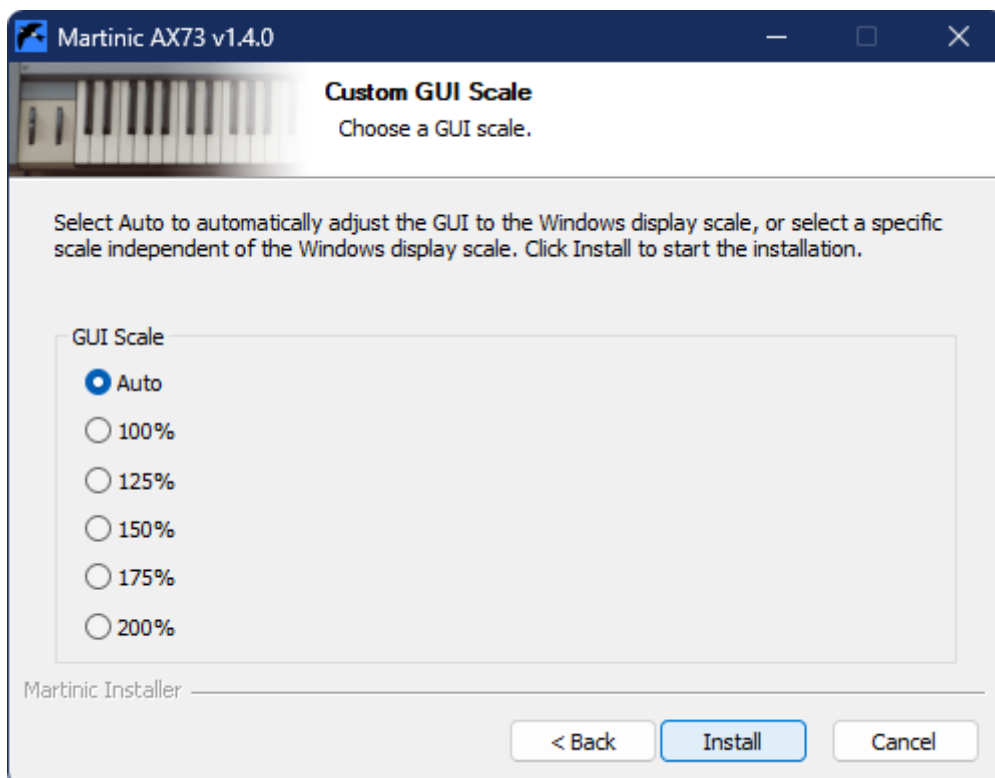 Martinic AX73 v1.4.0
Custom GUI Scale
Choose a GUI scale.
Select Auto to automatically adjust the GUI to the Windows display scale, or select a specific
scale independent of the Windows display scale. Click Install to start the installation.
GUI Scale
Auto
100%
125%
150%
175%
200%
Martinic Installer
< Back
Install
Cancel